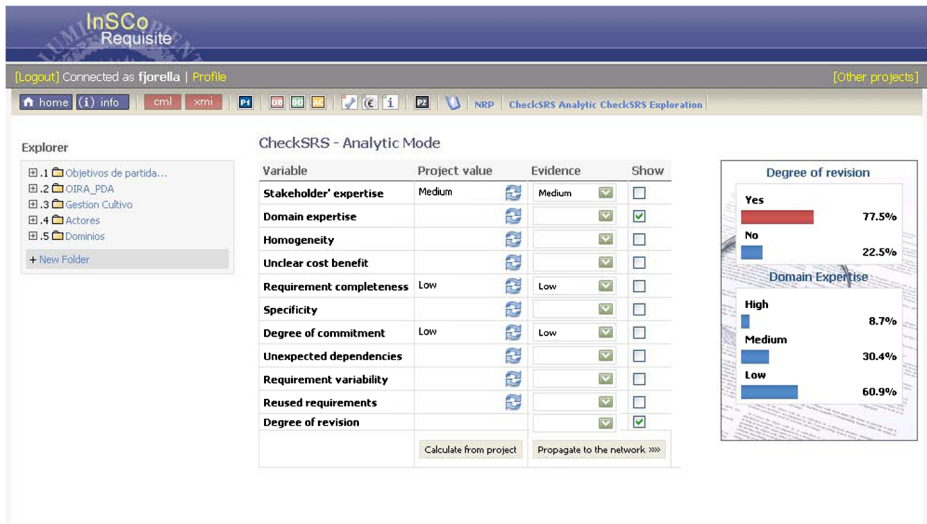 InSCo
Requisite
[Logout] Connected as fjorella | Profile
[Other projects]
home (i) info cml xmi P1 OB P2 NRP CheckSRS Analytic CheckSRS Exploration
Explorer
.1 Objetivos de partida...
.2 OIRA_PDA
.3 Gestion Cultivo
.4 Actores
.5 Dominios
+ New Folder
CheckSRS - Analytic Mode
Variable Project value Evidence Show
Stakeholder' expertise Medium Medium
Domain expertise
Homogeneity
Unclear cost benefit
Requirement completeness Low Low
Specificity
Degree of commitment Low Low
Unexpected dependencies
Requirement variability
Reused requirements
Degree of revision
Calculate from project Propagate to the network »»
Degree of revision
Yes
77.5%
No
22.5%
Domain Expertise
High
8.7%
Medium
30.4%
Low
60.9%